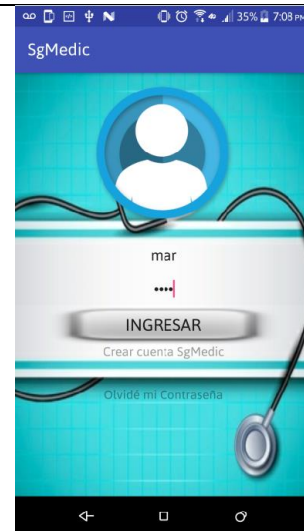 35% 7:08 PM
SgMedic
mar
••••
INGRESAR
Crear cuenta SgMedic
Olvidé mi Contraseña